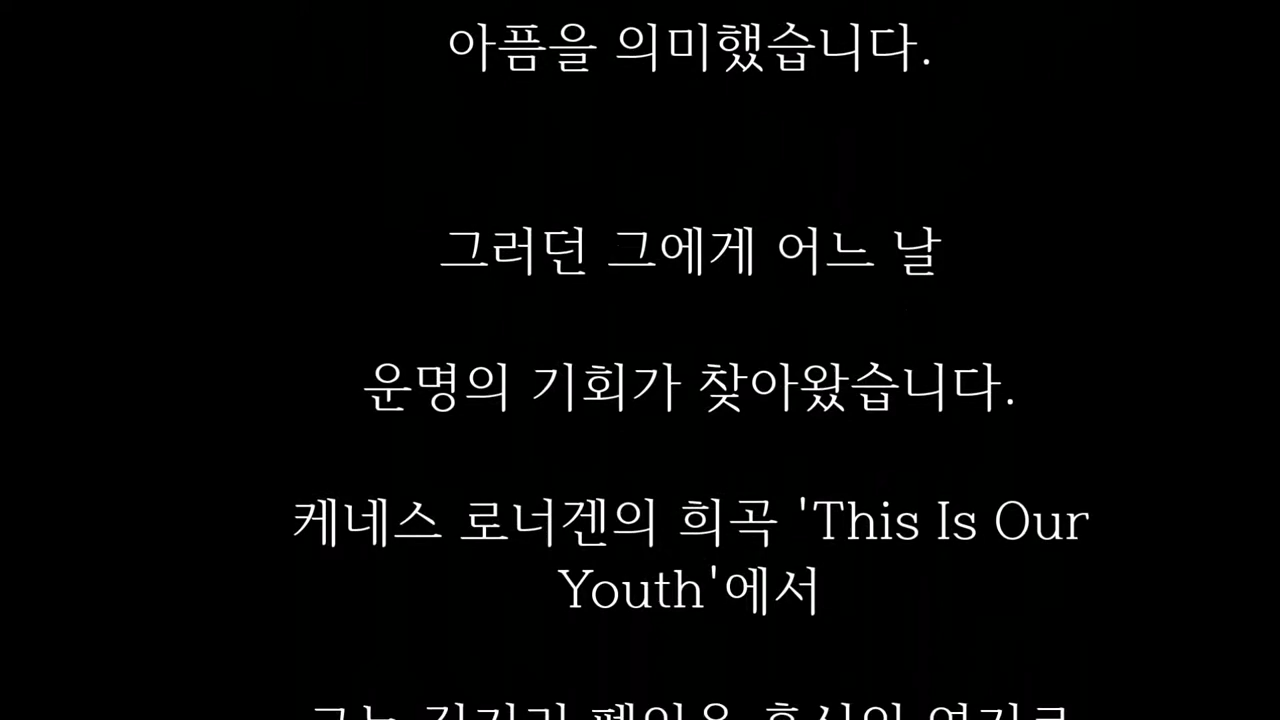 아픔을 의미했습니다.
그러던 그에게 어느 날
운명의 기회가 찾아왔습니다.
케네스 로너겐의 희곡 'This Is Our
Youth'에서